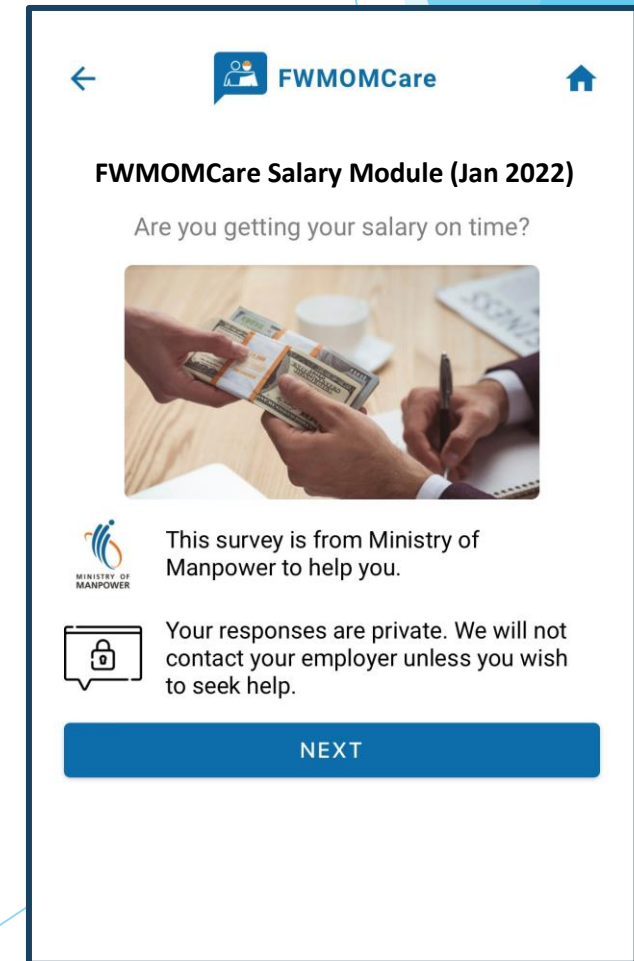 FWMOMCare
FWMOMCare Salary Module (Jan 2022)
Are you getting your salary on time?
This survey is from Ministry of
Manpower to help you.
MINISTRY OF
MANPOWER
Your responses are private. We will not
contact your employer unless you wish
to seek help.
NEXT